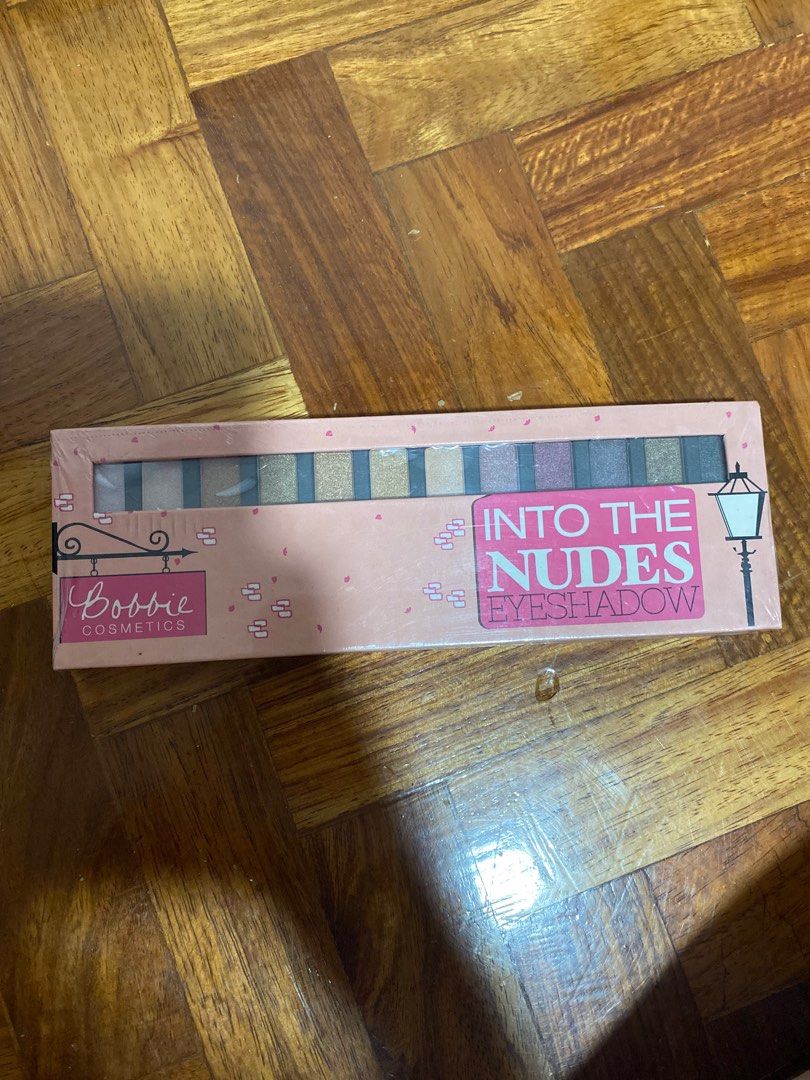 Bobbie
COSMETICS
INTO THE
NUDES
EYESHADOW